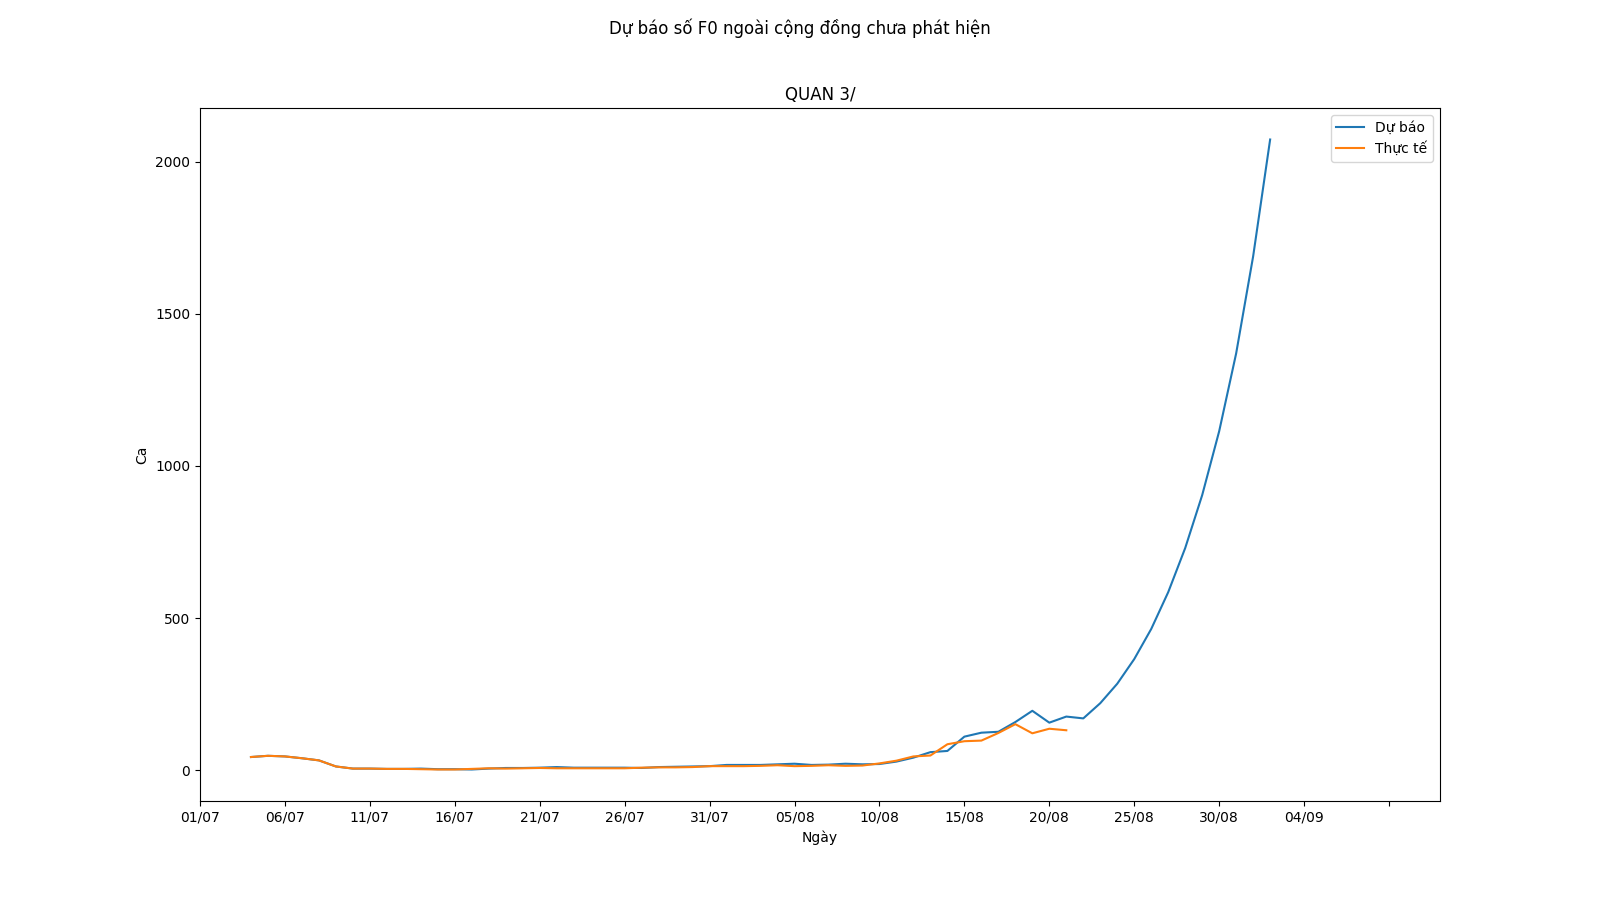 Dự báo số F0 ngoài cộng đồng chưa phát hiện
QUAN 3/
Dự báo
Thực tế
2000
1500
1000
500
0
Ca
01/07 06/07 11/07 16/07 21/07 26/07 31/07 05/08 10/08 15/08 20/08 25/08 30/08 04/09
Ngày